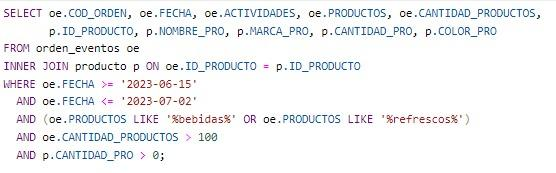 SELECT oe.COD_ORDEN, oe.FECHA, oe.ACTIVIDADES, oe.PRODUCTOS, oe.CANTIDAD_PRODUCTOS,
p.ID_PRODUCTO, p.NOMBRE_PRO, p.MARCA_PRO, p.CANTIDAD_PRO, p.COLOR_PRO
FROM orden_eventos oe
INNER JOIN producto p ON oe.ID_PRODUCTO = p.ID_PRODUCTO
WHERE oe.FECHA >= '2023-06-15'
AND oe.FECHA <= '2023-07-02'
AND (oe.PRODUCTOS LIKE '%bebidas%' OR oe.PRODUCTOS LIKE '%refrescos%')
AND oe.CANTIDAD_PRODUCTOS > 100
AND p.CANTIDAD_PRO > 0;